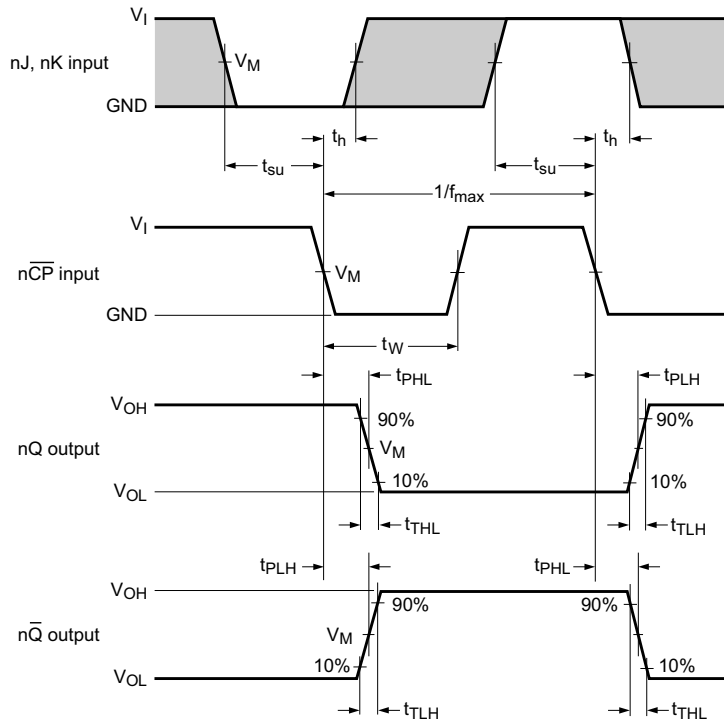 V_I
nJ, nK input
V_M
GND
t_h
t_h
t_su
t_su
1/f_max
V_I
nC̅P̅ input
V_M
GND
t_W
t_PHL
t_PLH
V_OH
90%
90%
nQ output
V_M
10%
10%
V_OL
t_THL
t_TLH
t_PLH
t_PHL
V_OH
90%
90%
nQ̅ output
V_M
10%
10%
V_OL
t_TLH
t_THL